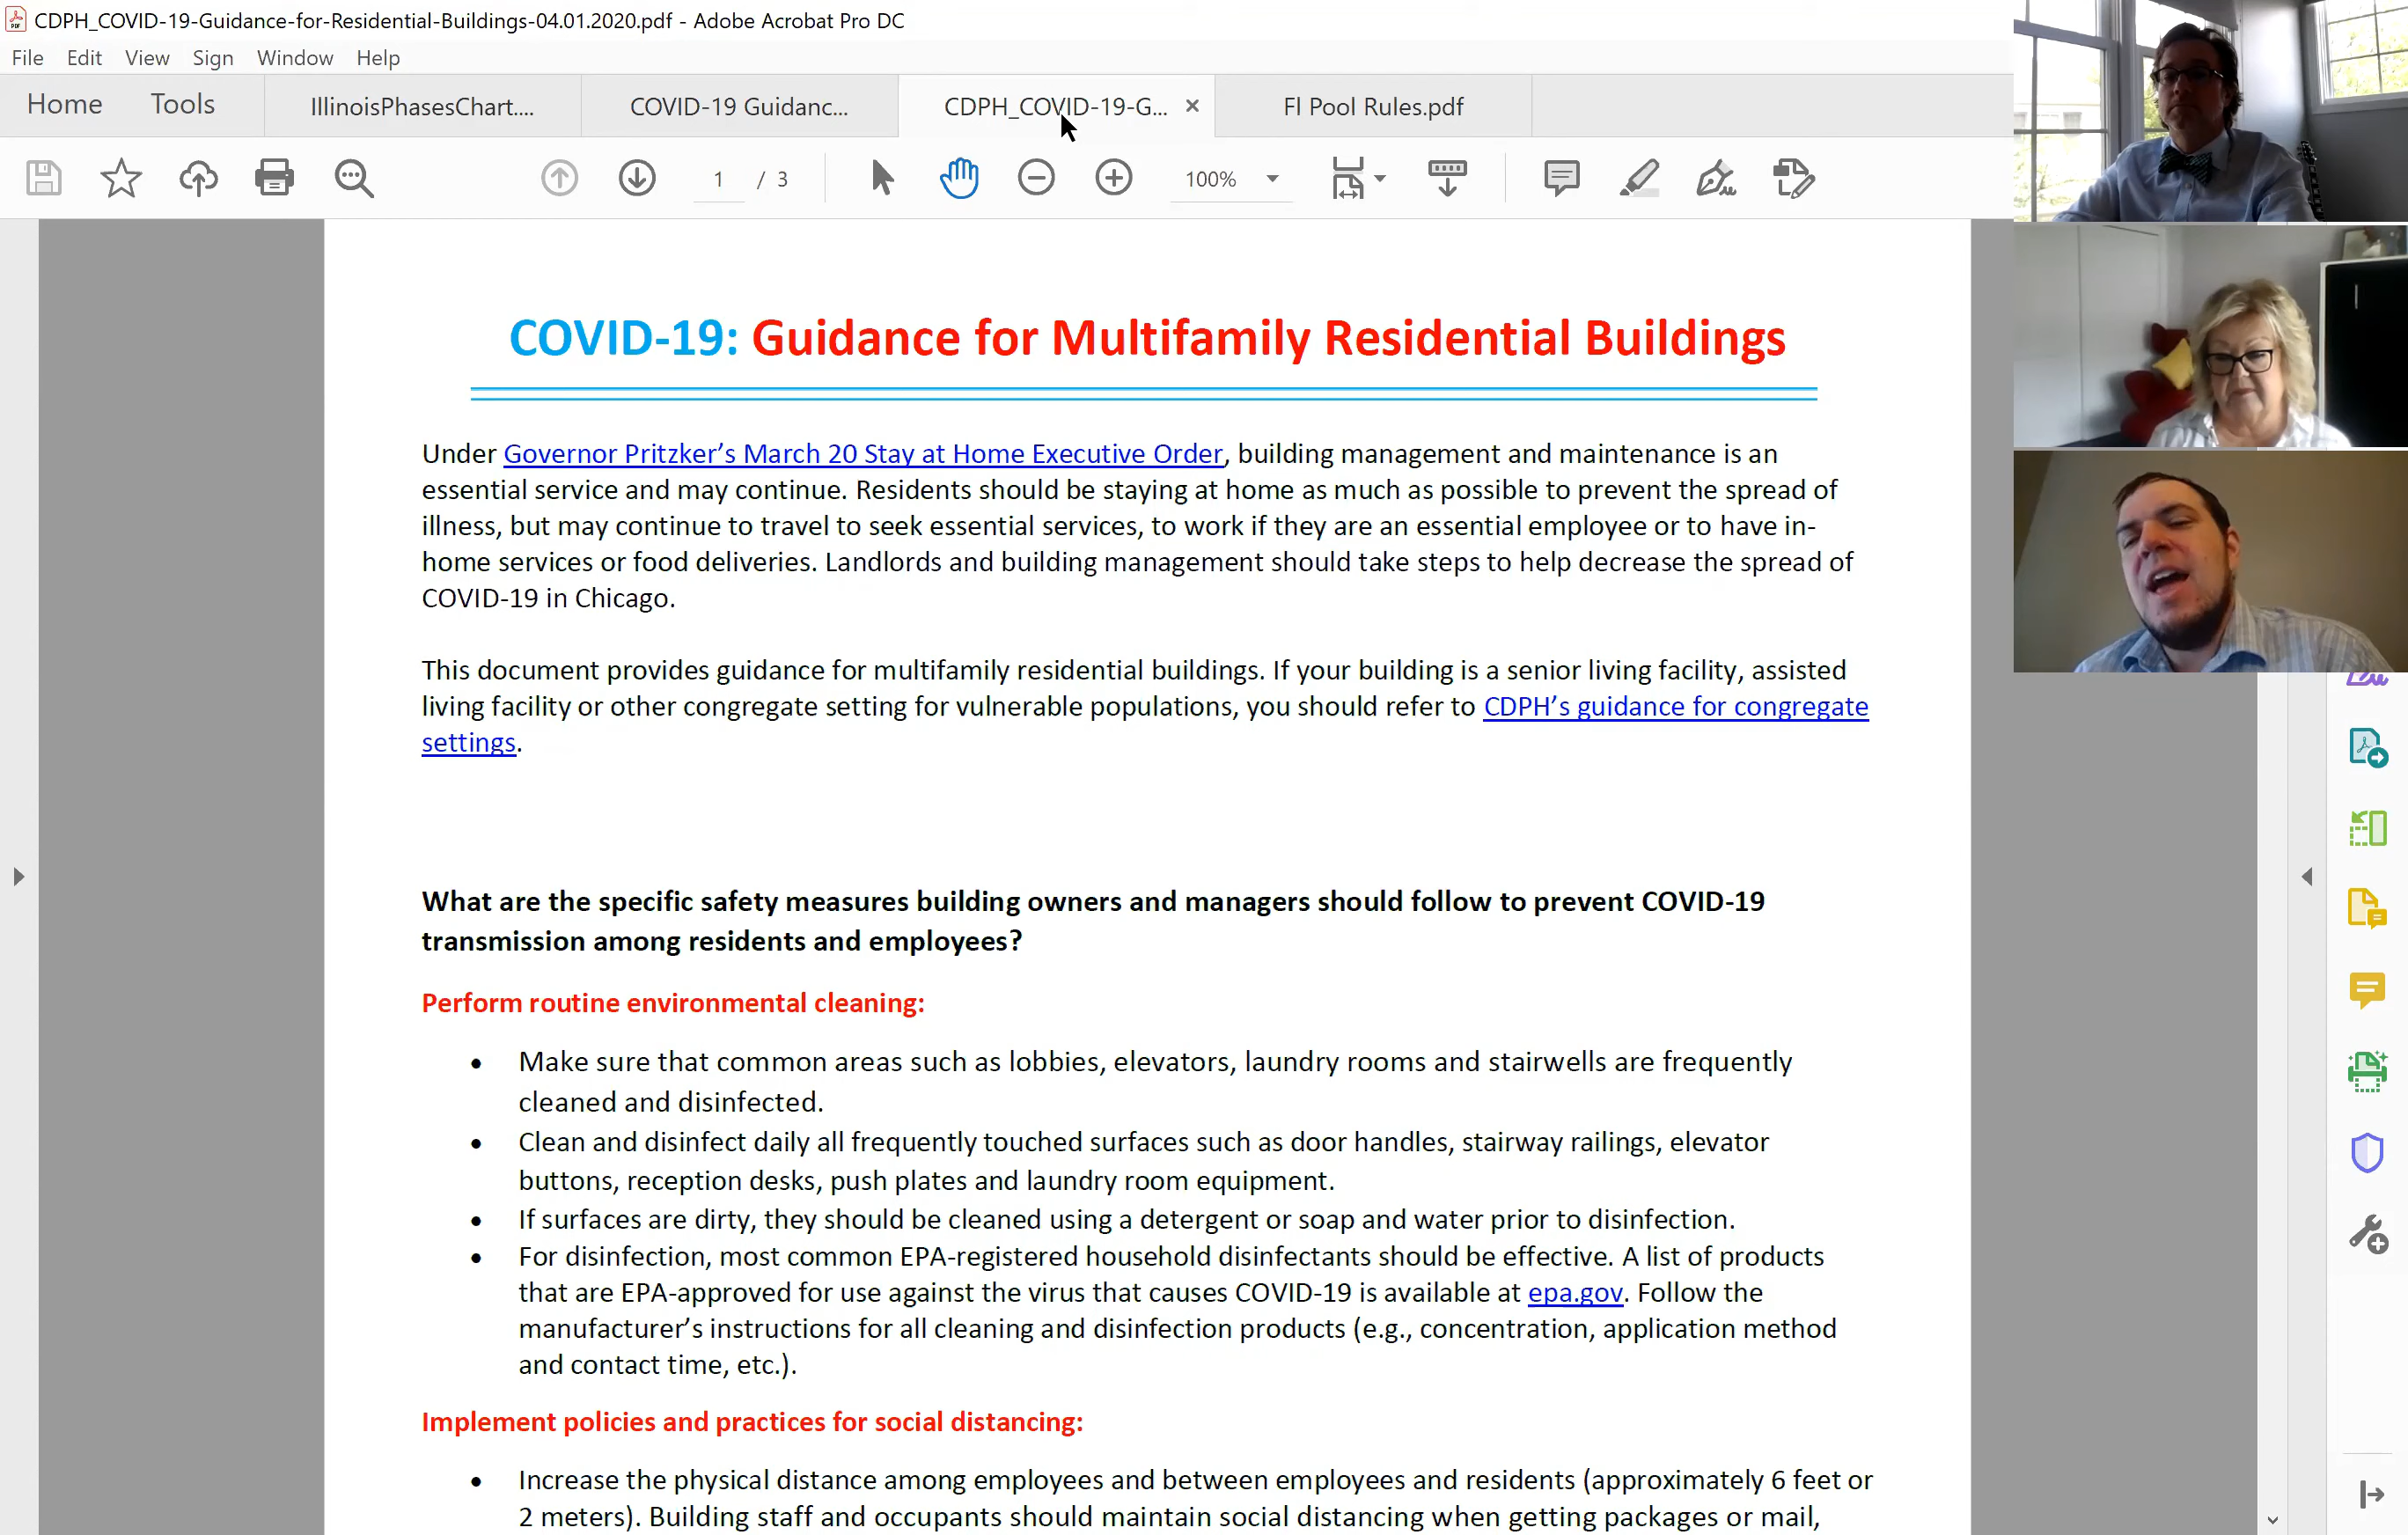 CDPH_COVID-19-Guidance-for-Residential-Buildings-04.01.2020.pdf - Adobe Acrobat Pro DC
File Edit View Sign Window Help
Home Tools IllinoisPhasesChart.... COVID-19 Guidanc... CDPH_COVID-19-G... Fl Pool Rules.pdf
1 / 3 100%
COVID-19: Guidance for Multifamily Residential Buildings
Under Governor Pritzker’s March 20 Stay at Home Executive Order, building management and maintenance is an
essential service and may continue. Residents should be staying at home as much as possible to prevent the spread of
illness, but may continue to travel to seek essential services, to work if they are an essential employee or to have in-
home services or food deliveries. Landlords and building management should take steps to help decrease the spread of
COVID-19 in Chicago.
This document provides guidance for multifamily residential buildings. If your building is a senior living facility, assisted
living facility or other congregate setting for vulnerable populations, you should refer to CDPH’s guidance for congregate
settings.
What are the specific safety measures building owners and managers should follow to prevent COVID-19
transmission among residents and employees?
Perform routine environmental cleaning:
• Make sure that common areas such as lobbies, elevators, laundry rooms and stairwells are frequently
cleaned and disinfected.
• Clean and disinfect daily all frequently touched surfaces such as door handles, stairway railings, elevator
buttons, reception desks, push plates and laundry room equipment.
• If surfaces are dirty, they should be cleaned using a detergent or soap and water prior to disinfection.
• For disinfection, most common EPA-registered household disinfectants should be effective. A list of products
that are EPA-approved for use against the virus that causes COVID-19 is available at epa.gov. Follow the
manufacturer’s instructions for all cleaning and disinfection products (e.g., concentration, application method
and contact time, etc.).
Implement policies and practices for social distancing:
• Increase the physical distance among employees and between employees and residents (approximately 6 feet or
2 meters). Building staff and occupants should maintain social distancing when getting packages or mail,